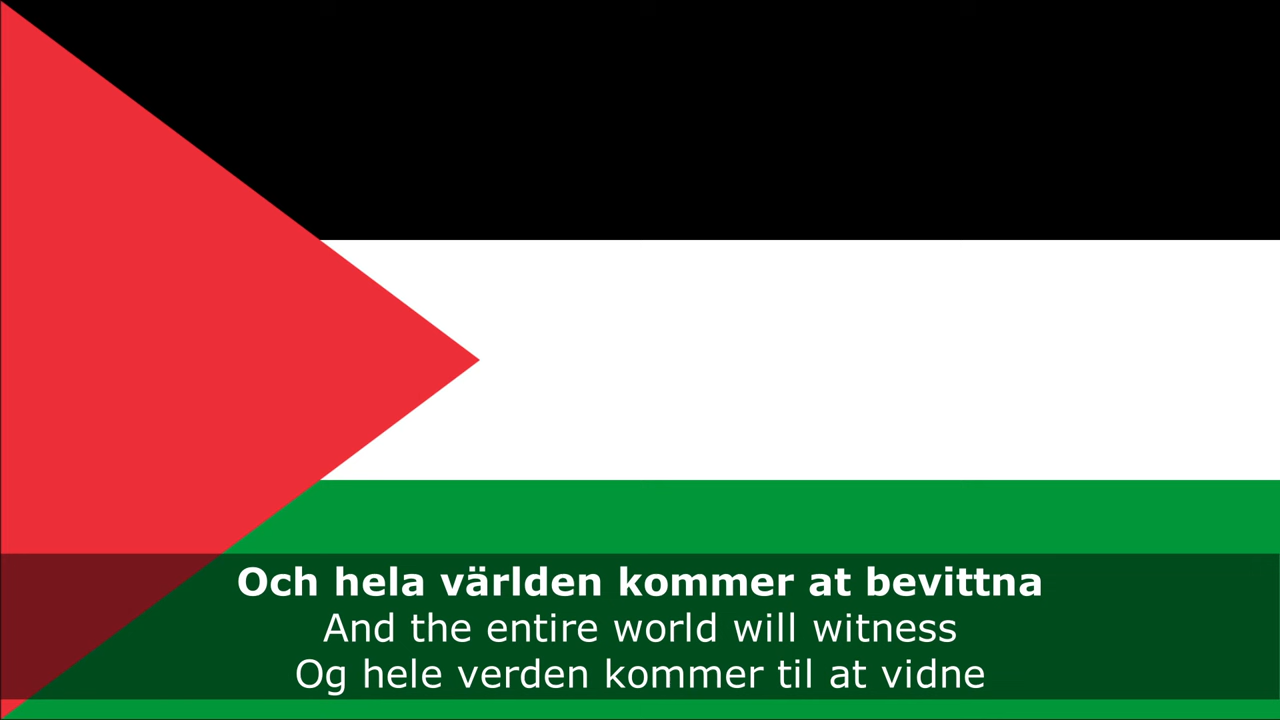 Och hela världen kommer at bevittna
And the entire world will witness
Og hele verden kommer til at vidne